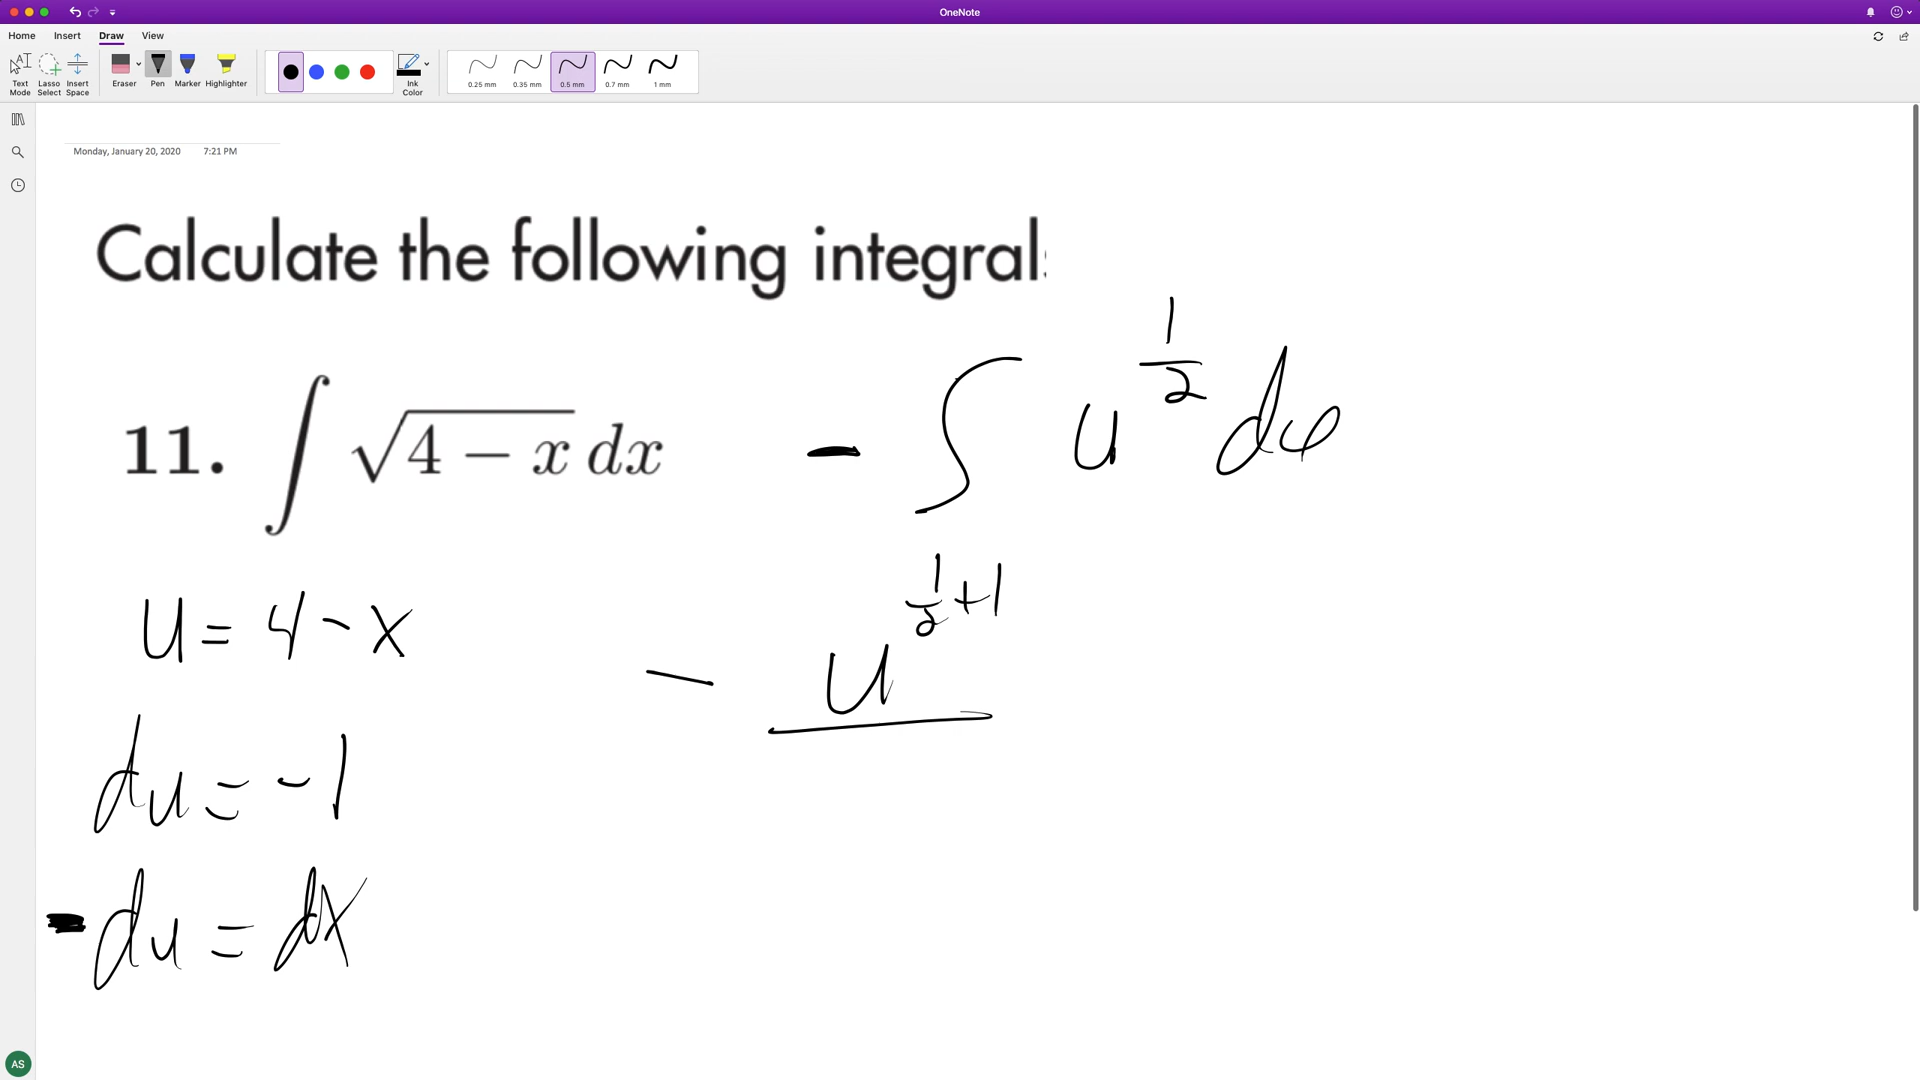 OneNote
Home Insert Draw View
Text Mode Lasso Select Insert Space Eraser Pen Marker Highlighter Ink Color 0.25 mm 0.35 mm 0.5 mm 0.7 mm 1 mm
Monday, January 20, 2020 7:21 PM
Calculate the following integral
11. ∫ √(4 − x) dx
- ∫ u^(1/2) du
u = 4 - x
- u^(1/2 + 1)
du = -1
-du = dx
AS